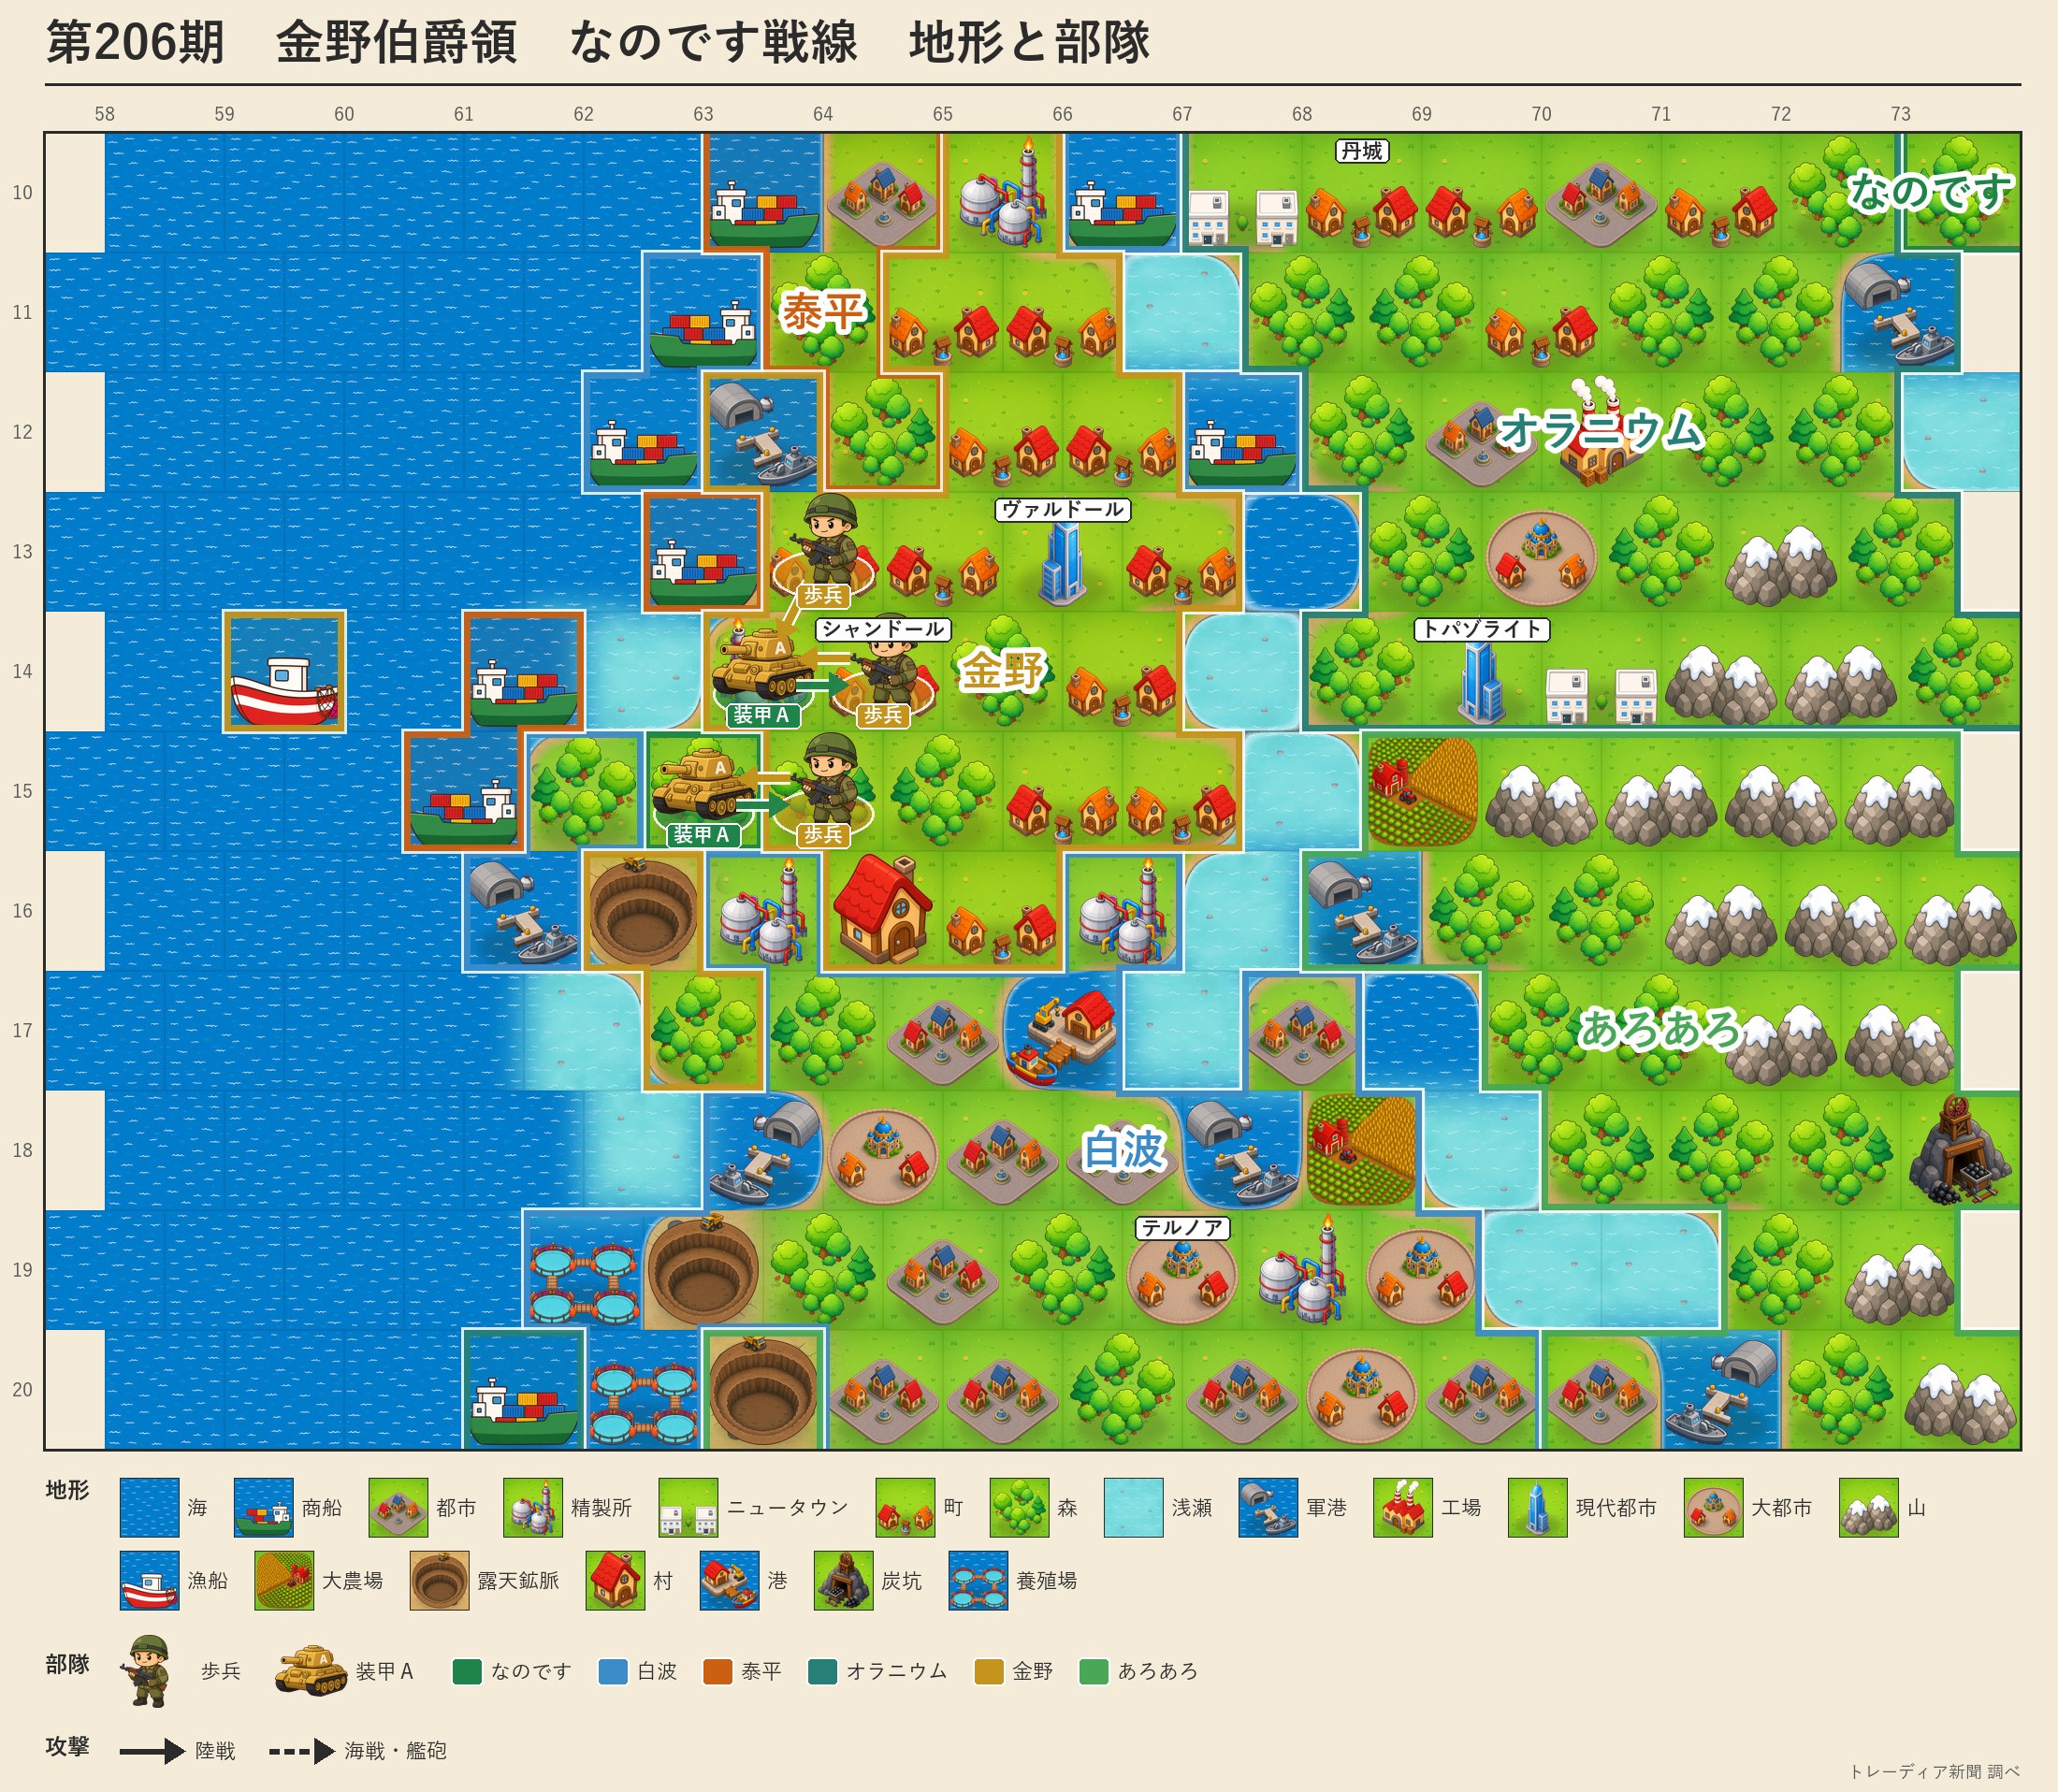 第206期　金野伯爵領　なのです戦線　地形と部隊
58 59 60 61 62 63 64 65 66 67 68 69 70 71 72 73
10 丹城 なのです
11 泰平
12 オラニウム
13 ヴァルドール
歩兵
14 シャンドール 金野 トパゾライト
A
装甲A 歩兵
15 A
装甲A 歩兵
16
17 あろあろ
18 白波
19 テルノア
20
地形 海 商船 都市 精製所 ニュータウン 町 森 浅瀬 軍港 工場 現代都市 大都市 山
漁船 大農場 露天鉱脈 村 港 炭坑 養殖場
部隊 歩兵 A 装甲A なのです 白波 泰平 オラニウム 金野 あろあろ
攻撃 陸戦 海戦・艦砲
トレーディア新聞 調べ